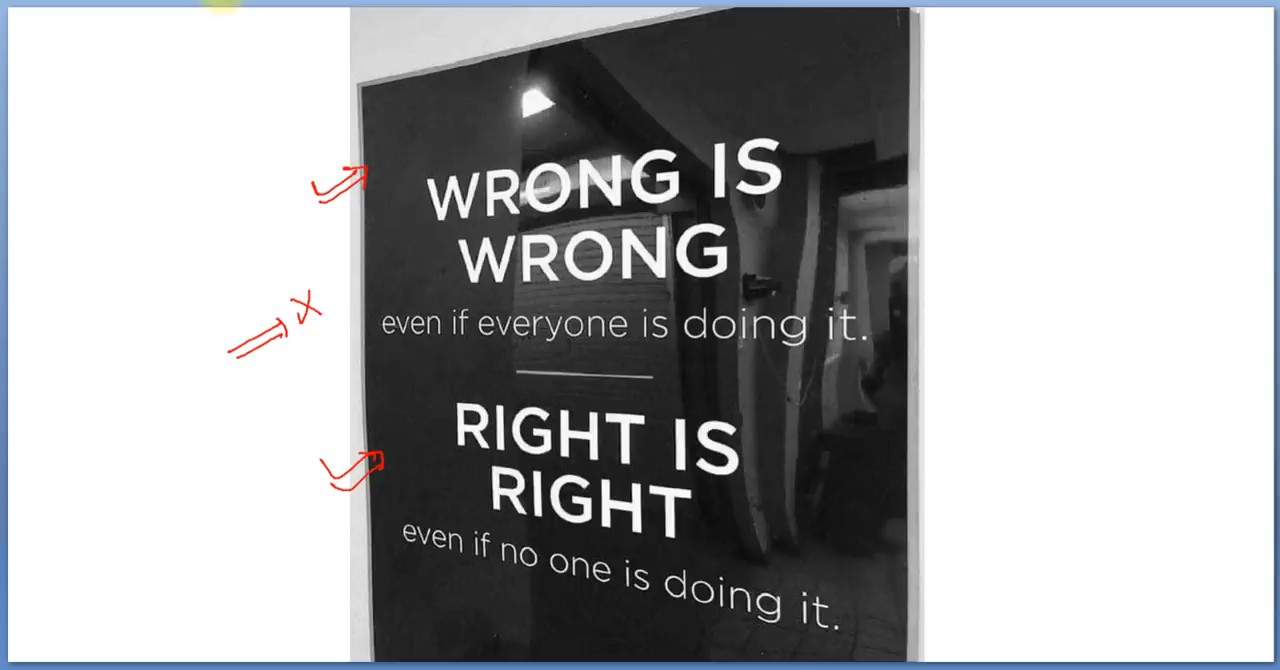 WRONG IS
WRONG
even if everyone is doing it.
RIGHT IS
RIGHT
even if no one is doing it.